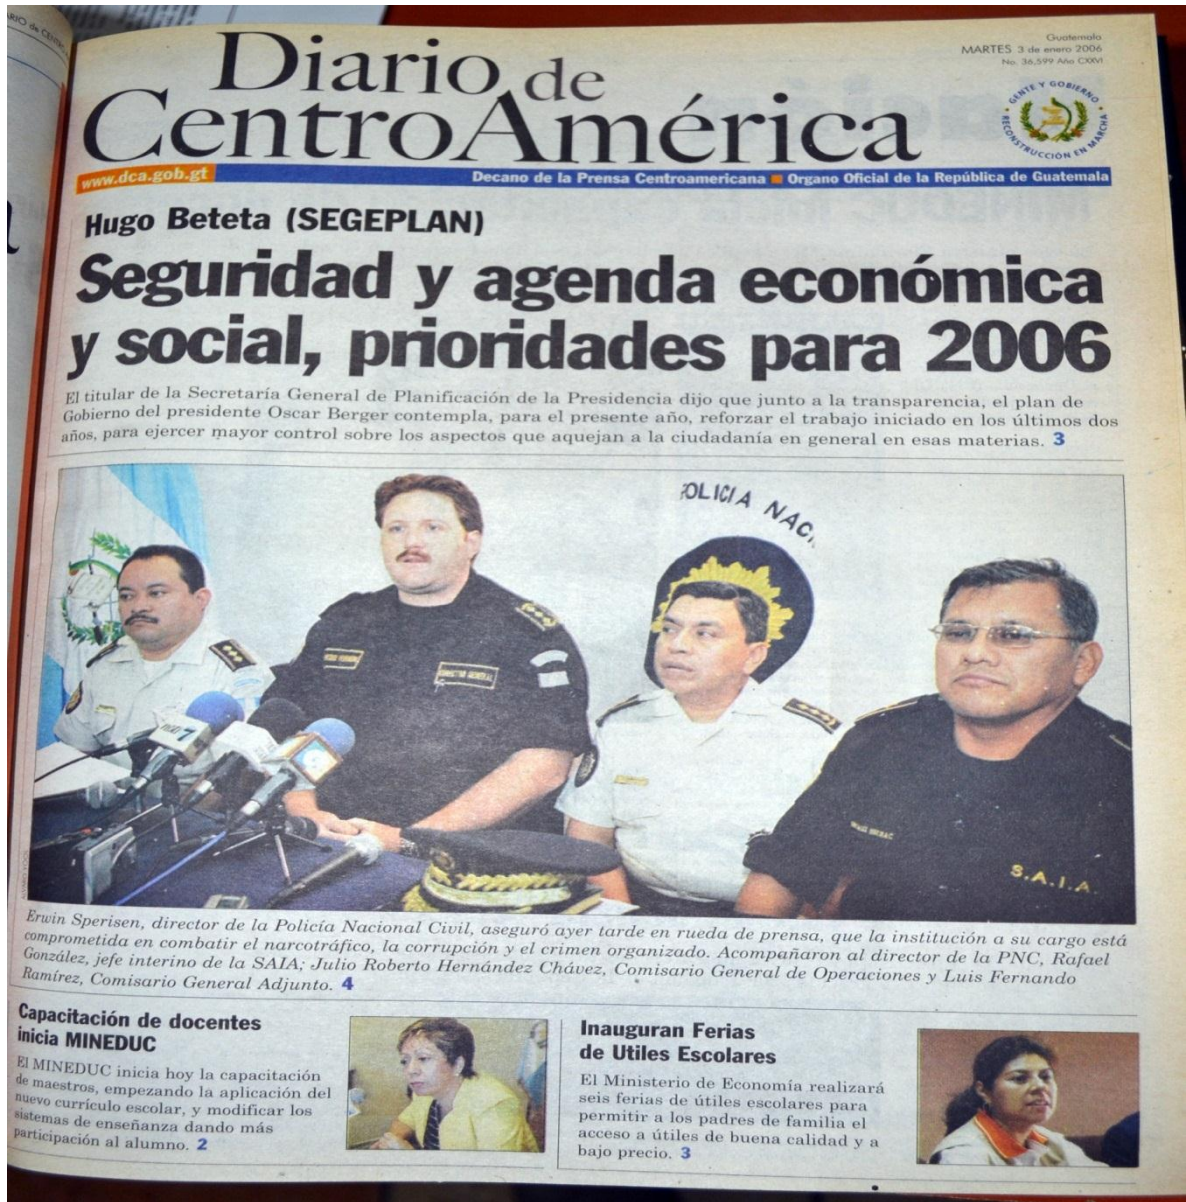 Guatemala
MARTES 3 de enero 2006
No. 36,599 Año CXXVI
Diario de
CentroAmérica
GENTE Y GOBIERNO
RECONSTRUCCIÓN EN MARCHA
www.dca.gob.gt
Decano de la Prensa Centroamericana ■ Organo Oficial de la República de Guatemala
Hugo Beteta (SEGEPLAN)
Seguridad y agenda económica
y social, prioridades para 2006
El titular de la Secretaría General de Planificación de la Presidencia dijo que junto a la transparencia, el plan de
Gobierno del presidente Oscar Berger contempla, para el presente año, reforzar el trabajo iniciado en los últimos dos
años, para ejercer mayor control sobre los aspectos que aquejan a la ciudadanía en general en esas materias. 3
POLICIA NAC
DIRECTOR GENERAL
7
S.A.I.A.
Erwin Sperisen, director de la Policía Nacional Civil, aseguró ayer tarde en rueda de prensa, que la institución a su cargo está
comprometida en combatir el narcotráfico, la corrupción y el crimen organizado. Acompañaron al director de la PNC, Rafael
González, jefe interino de la SAIA; Julio Roberto Hernández Chávez, Comisario General de Operaciones y Luis Fernando
Ramírez, Comisario General Adjunto. 4
Capacitación de docentes
inicia MINEDUC
El MINEDUC inicia hoy la capacitación
de maestros, empezando la aplicación del
nuevo currículo escolar, y modificar los
sistemas de enseñanza dando más
participación al alumno. 2
Inauguran Ferias
de Utiles Escolares
El Ministerio de Economía realizará
seis ferias de útiles escolares para
permitir a los padres de familia el
acceso a útiles de buena calidad y a
bajo precio. 3